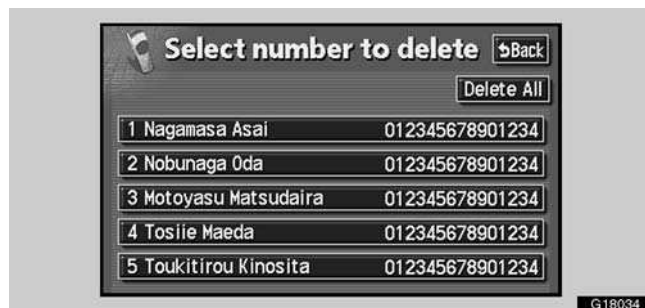 Select number to delete Back
Delete All
1 Nagamasa Asai 012345678901234
2 Nobunaga Oda 012345678901234
3 Motoyasu Matsudaira 012345678901234
4 Tosiie Maeda 012345678901234
5 Toukitirou Kinosita 012345678901234
G18034